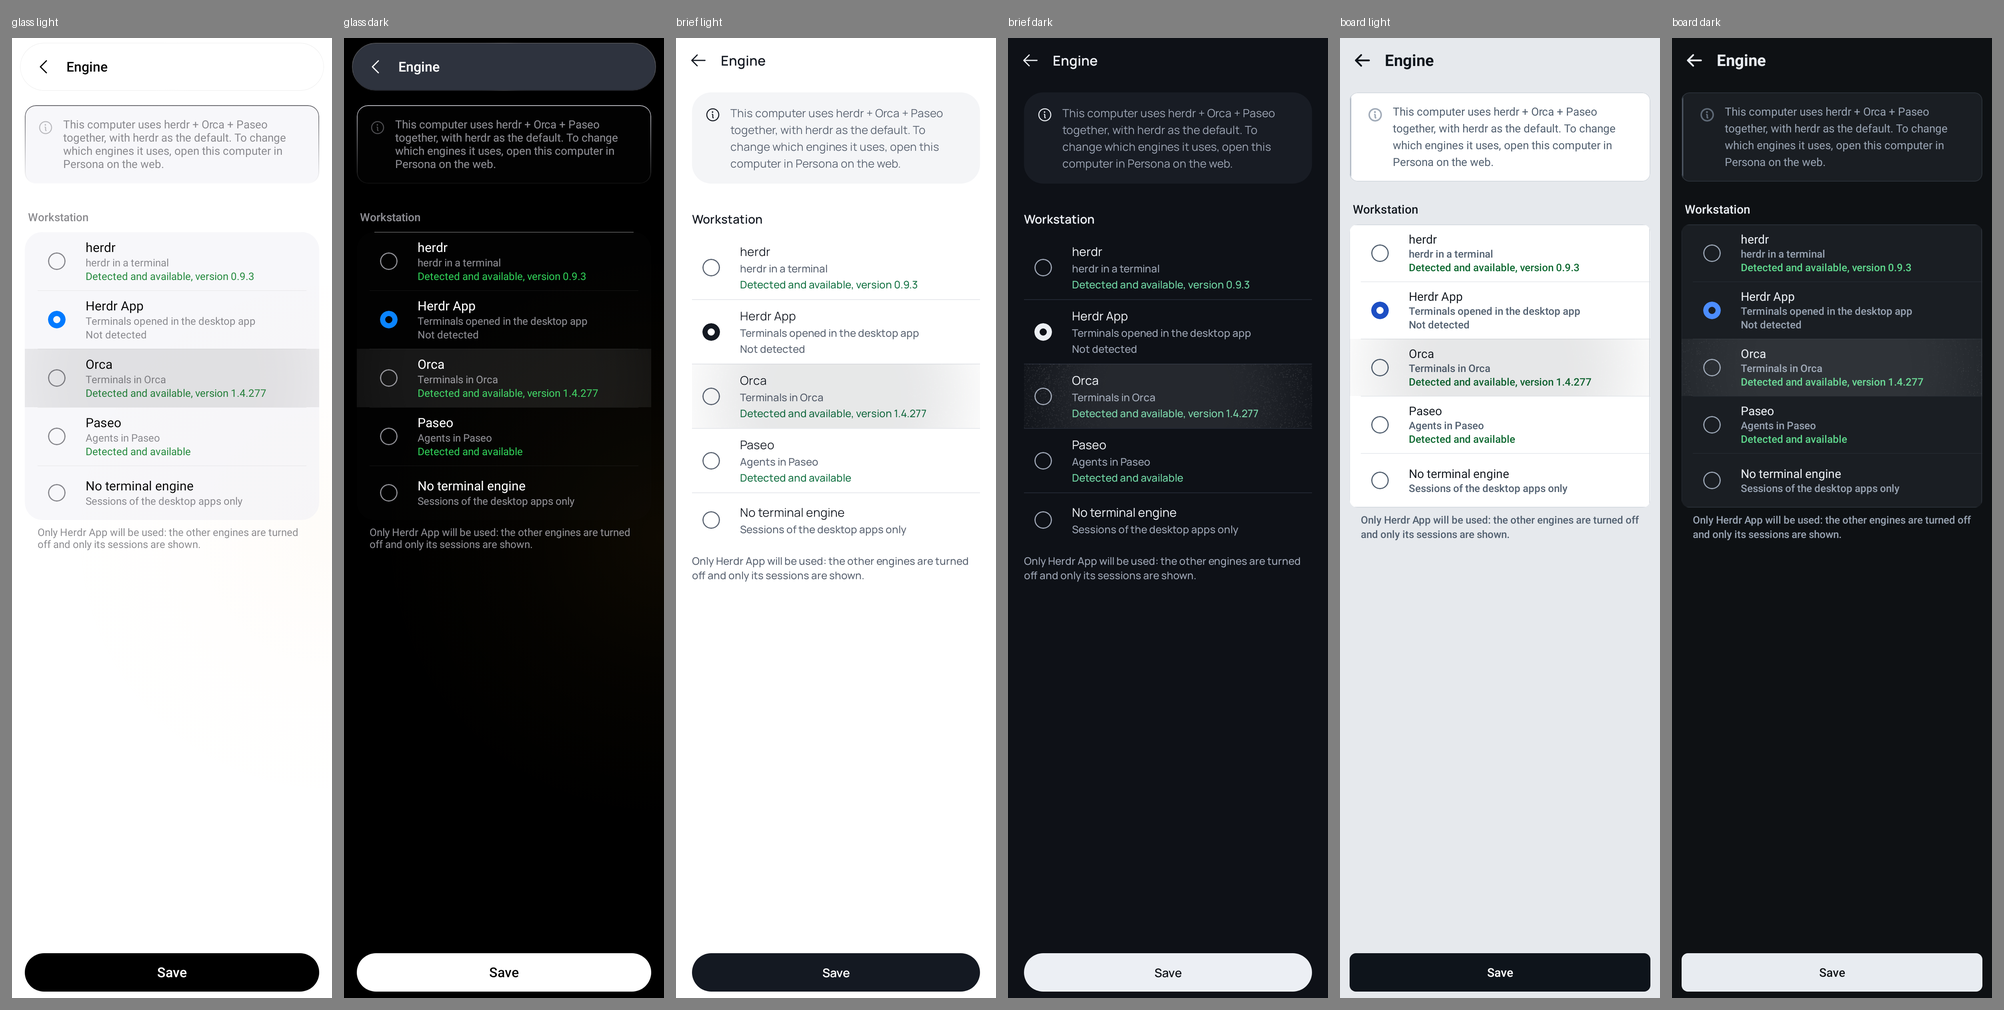 glass light
Engine
This computer uses herdr + Orca + Paseo
together, with herdr as the default. To change
which engines it uses, open this computer in
Persona on the web.
Workstation
herdr
herdr in a terminal
Detected and available, version 0.9.3
Herdr App
Terminals opened in the desktop app
Not detected
Orca
Terminals in Orca
Detected and available, version 1.4.277
Paseo
Agents in Paseo
Detected and available
No terminal engine
Sessions of the desktop apps only
Only Herdr App will be used: the other engines are turned
off and only its sessions are shown.
Save
glass dark
Engine
This computer uses herdr + Orca + Paseo
together, with herdr as the default. To change
which engines it uses, open this computer in
Persona on the web.
Workstation
herdr
herdr in a terminal
Detected and available, version 0.9.3
Herdr App
Terminals opened in the desktop app
Not detected
Orca
Terminals in Orca
Detected and available, version 1.4.277
Paseo
Agents in Paseo
Detected and available
No terminal engine
Sessions of the desktop apps only
Only Herdr App will be used: the other engines are turned
off and only its sessions are shown.
Save
brief light
Engine
This computer uses herdr + Orca + Paseo
together, with herdr as the default. To
change which engines it uses, open this
computer in Persona on the web.
Workstation
herdr
herdr in a terminal
Detected and available, version 0.9.3
Herdr App
Terminals opened in the desktop app
Not detected
Orca
Terminals in Orca
Detected and available, version 1.4.277
Paseo
Agents in Paseo
Detected and available
No terminal engine
Sessions of the desktop apps only
Only Herdr App will be used: the other engines are turned
off and only its sessions are shown.
Save
brief dark
Engine
This computer uses herdr + Orca + Paseo
together, with herdr as the default. To
change which engines it uses, open this
computer in Persona on the web.
Workstation
herdr
herdr in a terminal
Detected and available, version 0.9.3
Herdr App
Terminals opened in the desktop app
Not detected
Orca
Terminals in Orca
Detected and available, version 1.4.277
Paseo
Agents in Paseo
Detected and available
No terminal engine
Sessions of the desktop apps only
Only Herdr App will be used: the other engines are turned
off and only its sessions are shown.
Save
board light
Engine
This computer uses herdr + Orca + Paseo
together, with herdr as the default. To change
which engines it uses, open this computer in
Persona on the web.
Workstation
herdr
herdr in a terminal
Detected and available, version 0.9.3
Herdr App
Terminals opened in the desktop app
Not detected
Orca
Terminals in Orca
Detected and available, version 1.4.277
Paseo
Agents in Paseo
Detected and available
No terminal engine
Sessions of the desktop apps only
Only Herdr App will be used: the other engines are turned off
and only its sessions are shown.
Save
board dark
Engine
This computer uses herdr + Orca + Paseo
together, with herdr as the default. To change
which engines it uses, open this computer in
Persona on the web.
Workstation
herdr
herdr in a terminal
Detected and available, version 0.9.3
Herdr App
Terminals opened in the desktop app
Not detected
Orca
Terminals in Orca
Detected and available, version 1.4.277
Paseo
Agents in Paseo
Detected and available
No terminal engine
Sessions of the desktop apps only
Only Herdr App will be used: the other engines are turned off
and only its sessions are shown.
Save